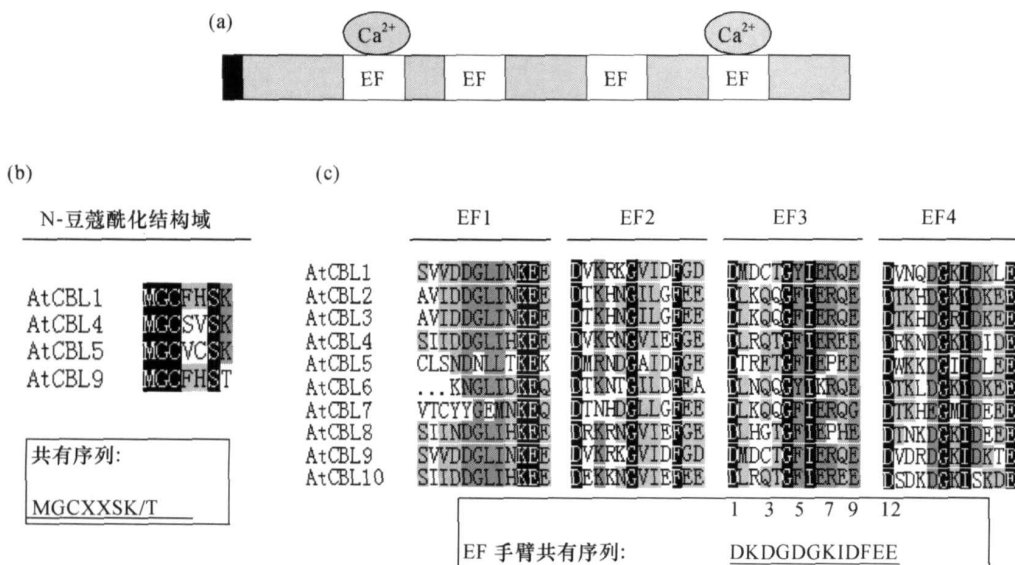 (a)
Ca2+ Ca2+
EF EF EF EF
(b)
N-豆蔻酰化结构域
AtCBL1 MGCFHSK
AtCBL4 MGCSVSK
AtCBL5 MGCVCSK
AtCBL9 MGCFHST
共有序列:
MGCXXSK/T
(c)
EF1 EF2 EF3 EF4
AtCBL1 SVVDDGLINKEE DVKRKGVIDFGD DMDCTGYIERQE DVNQDGKIDKLE
AtCBL2 AVIDDGLINKEE DTKHNGILGFEE DLKQQGFIERQE DTKHDGKIDKEE
AtCBL3 AVIDDGLINKEE DTKHNGILGFEE DLKQQGFIERQE DTKHDGRIDKEE
AtCBL4 SIIDDGLIHKEE DVKRNGVIEFGE DLRQTGFIEREE DRKNDGKIDIDE
AtCBL5 CLSNDNLLTKEK DMRNDGAIDFGE DTRETGFIEPEE DWKKDGIIDLEE
AtCBL6 ...KNGLIDKEQ DTKNTGILDFEA DLNQQGYIKRQE DTKLDGKIDKEE
AtCBL7 VTCYYGEMNKEQ DTNHDGLLGFEE DLKQQGFIERQG DTKHEGMIDEEE
AtCBL8 SIINDGLIHKEE DRKRNGVIEFGE DLHGTGFIEPHE DTNKDGKIDEEE
AtCBL9 SVVDDGLINKEE DVKRKGVIDFGD DMDCTGFIERQE DVDRDGKIDKTE
AtCBL10 SIIDDGLIHKEE DEKKNGVIEFEE DLRQTGFIEREE DSDKDGKISKDE
1 3 5 7 9 12
EF 手臂共有序列: DKDGDGKIDFEE